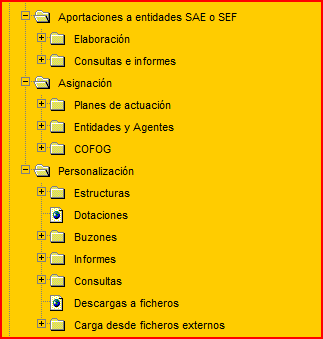 Aportaciones a entidades SAE o SEF
Elaboración
Consultas e informes
Asignación
Planes de actuación
Entidades y Agentes
COFOG
Personalización
Estructuras
Dotaciones
Buzones
Informes
Consultas
Descargas a ficheros
Carga desde ficheros externos